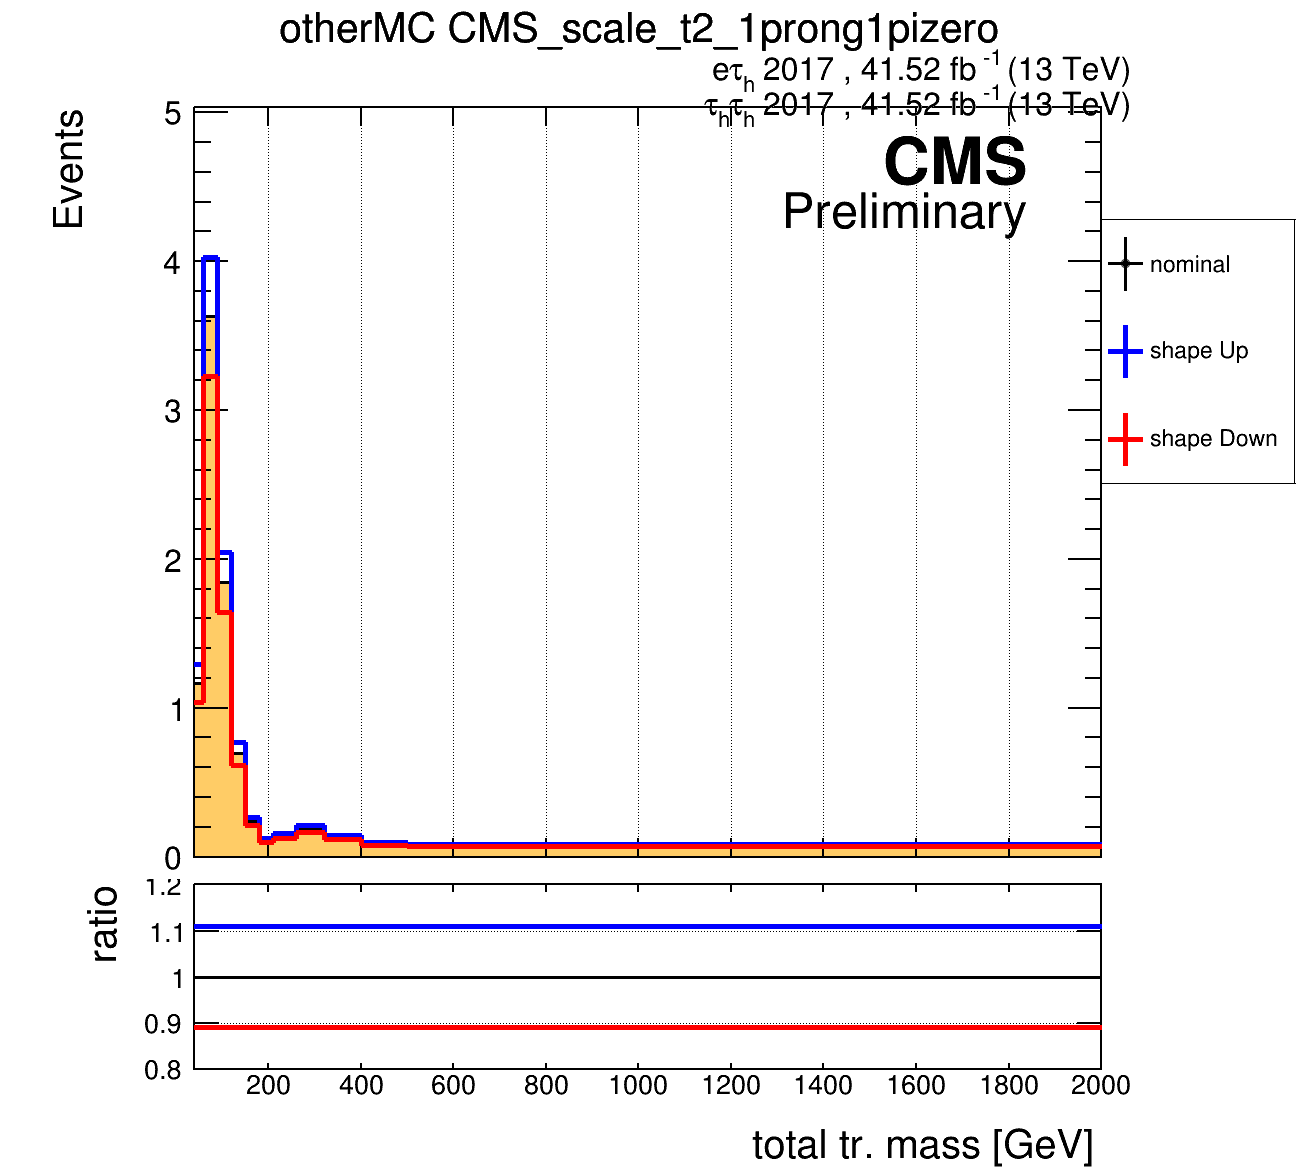 otherMC CMS_scale_t2_1prong1pizero
eτh 2017 , 41.52 fb-1 (13 TeV)
τhτh 2017 , 41.52 fb-1 (13 TeV)
CMS
Preliminary
Events
5
4
3
2
1
0
nominal
shape Up
shape Down
ratio
1.2
1.1
1
0.9
0.8
200 400 600 800 1000 1200 1400 1600 1800 2000
total tr. mass [GeV]